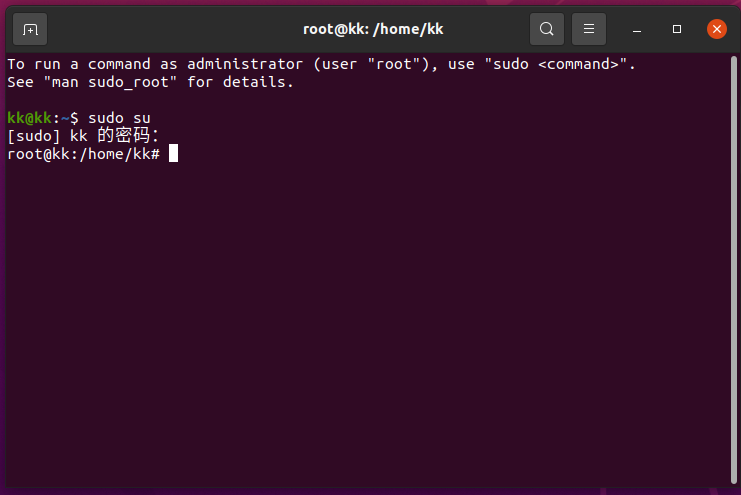 root@kk: /home/kk
To run a command as administrator (user "root"), use "sudo <command>".
See "man sudo_root" for details.
kk@kk:~$ sudo su
[sudo] kk 的密码：
root@kk:/home/kk#